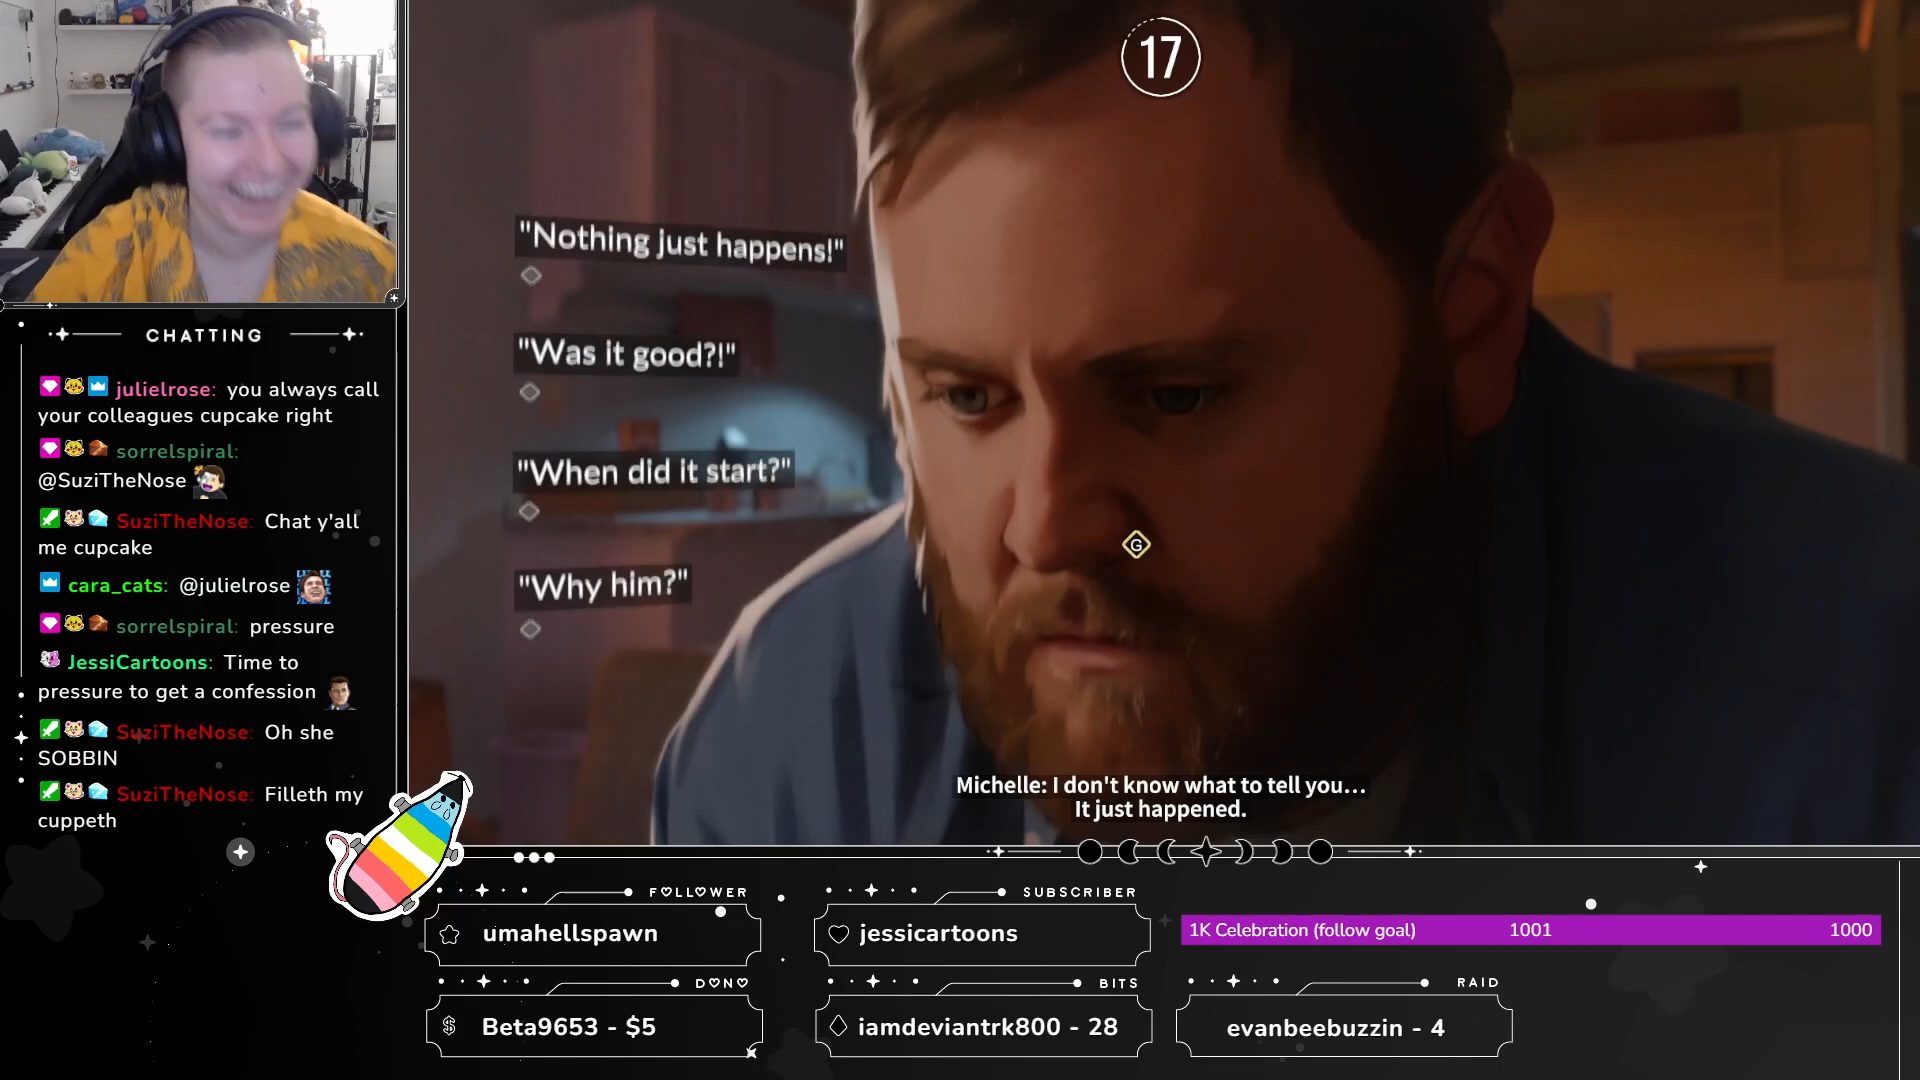 17
"Nothing just happens!"
"Was it good?!"
"When did it start?"
"Why him?"
G
Michelle: I don't know what to tell you...
It just happened.
CHATTING
julielrose: you always call
your colleagues cupcake right
sorrelspiral:
@SuziTheNose
SuziTheNose: Chat y'all
me cupcake
cara_cats: @julielrose
sorrelspiral: pressure
JessiCartoons: Time to
pressure to get a confession
SuziTheNose: Oh she
SOBBIN
SuziTheNose: Filleth my
cuppeth
FOLLOWER
umahellspawn
SUBSCRIBER
jessicartoons
1K Celebration (follow goal) 1001 1000
DONO
Beta9653 - $5
BITS
iamdeviantrk800 - 28
RAID
evanbeebuzzin - 4